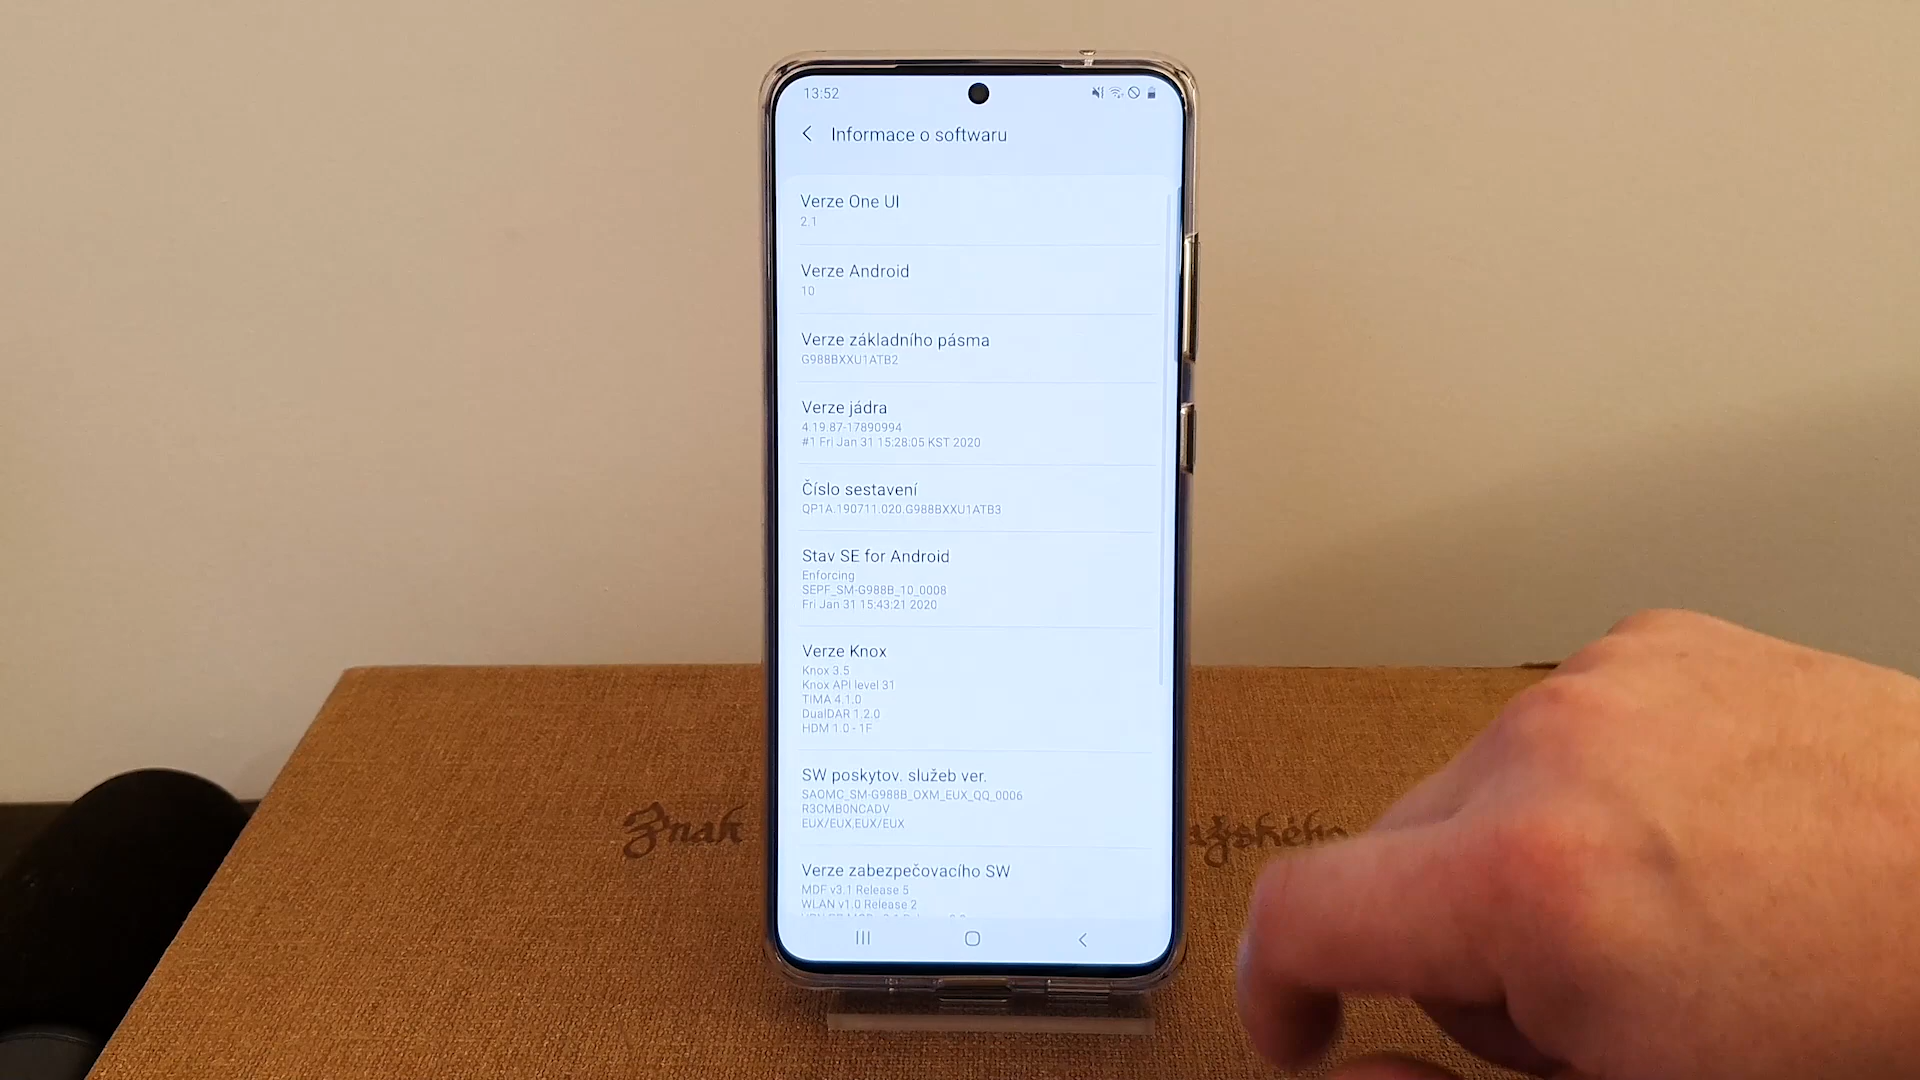 13:52
Informace o softwaru
Verze One UI
2.1
Verze Android
10
Verze základního pásma
G988BXXU1ATB2
Verze jádra
4.19.87-17890994
#1 Fri Jan 31 15:28:05 KST 2020
Číslo sestavení
QP1A.190711.020.G988BXXU1ATB3
Stav SE for Android
Enforcing
SEPF_SM-G988B_10_0008
Fri Jan 31 15:43:21 2020
Verze Knox
Knox 3.5
Knox API level 31
TIMA 4.1.0
DualDAR 1.2.0
HDM 1.0 - 1F
SW poskytov. služeb ver.
SAOMC_SM-G988B_OXM_EUX_QQ_0006
R3CMB0NCADV
EUX/EUX,EUX/EUX
Znak
Verze zabezpečovacího SW
MDF v3.1 Release 5
WLAN v1.0 Release 2